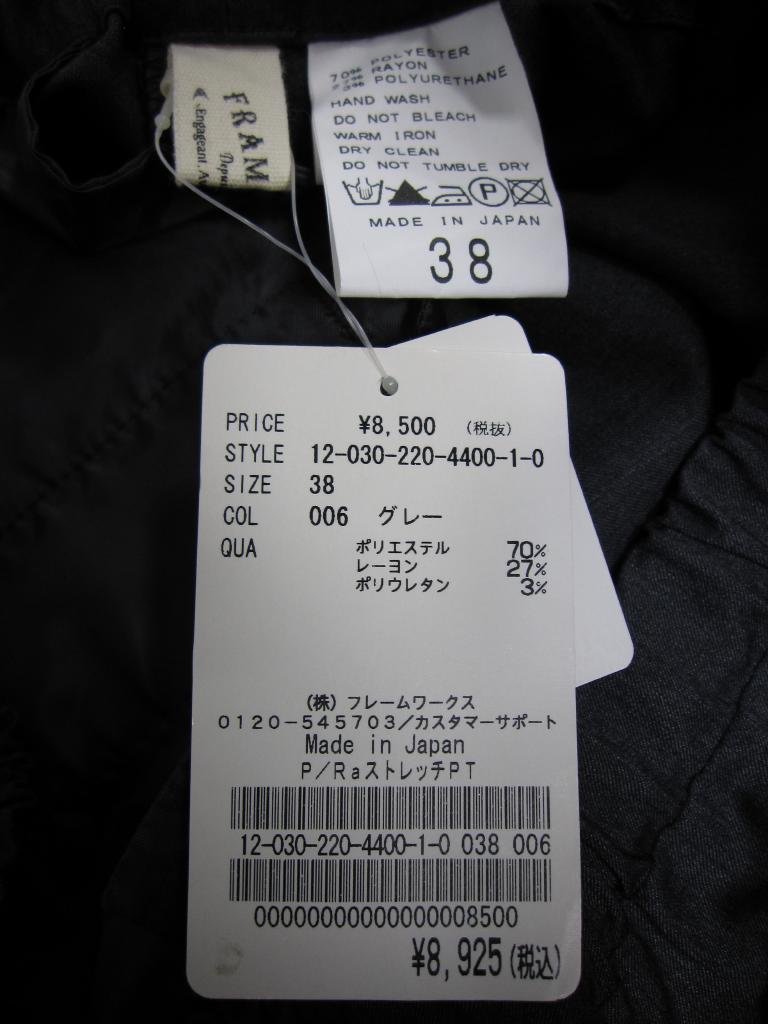 FRAM
Depu
Engageant. Av
70% POLYESTER
27% RAYON
3% POLYURETHANE
HAND WASH
DO NOT BLEACH
WARM IRON
DRY CLEAN
DO NOT TUMBLE DRY
P
MADE IN JAPAN
38
PRICE ¥8,500 (税抜)
STYLE 12-030-220-4400-1-0
SIZE 38
COL 006 グレー
QUA ポリエステル 70%
レーヨン 27%
ポリウレタン 3%
(株)フレームワークス
0120-545703/カスタマーサポート
Made in Japan
P/RaストレッチPT
12-030-220-4400-1-0 038 006
00000000000000008500
¥8,925(税込)